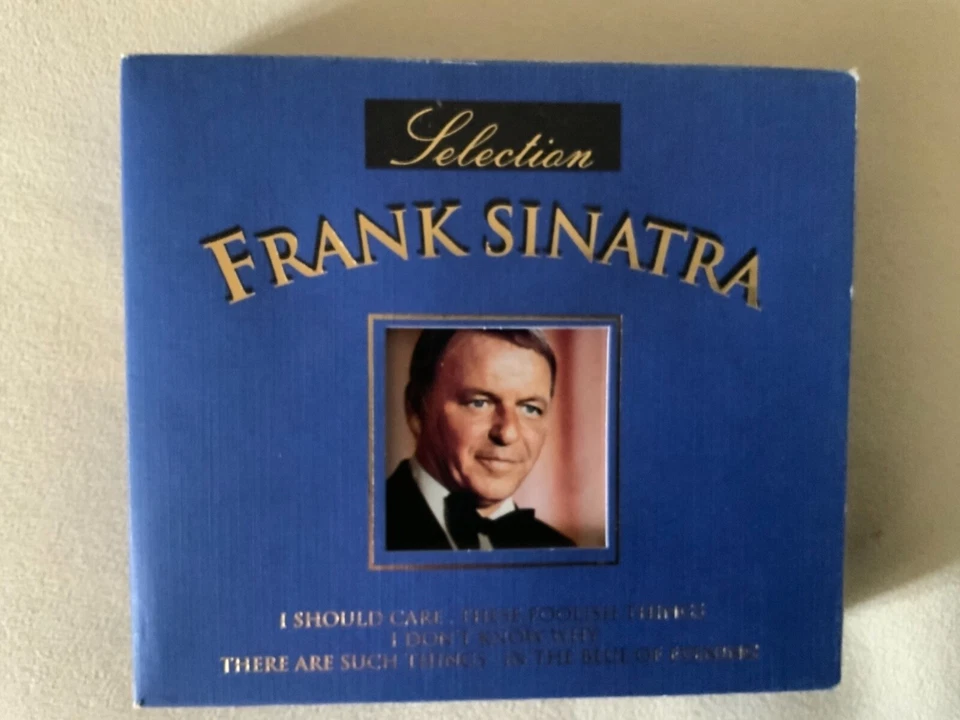 Selection
FRANK SINATRA
I SHOULD CARE . THESE FOOLISH THINGS
I DON'T KNOW WHY
THERE ARE SUCH THINGS IN THE BLUE OF EVENING